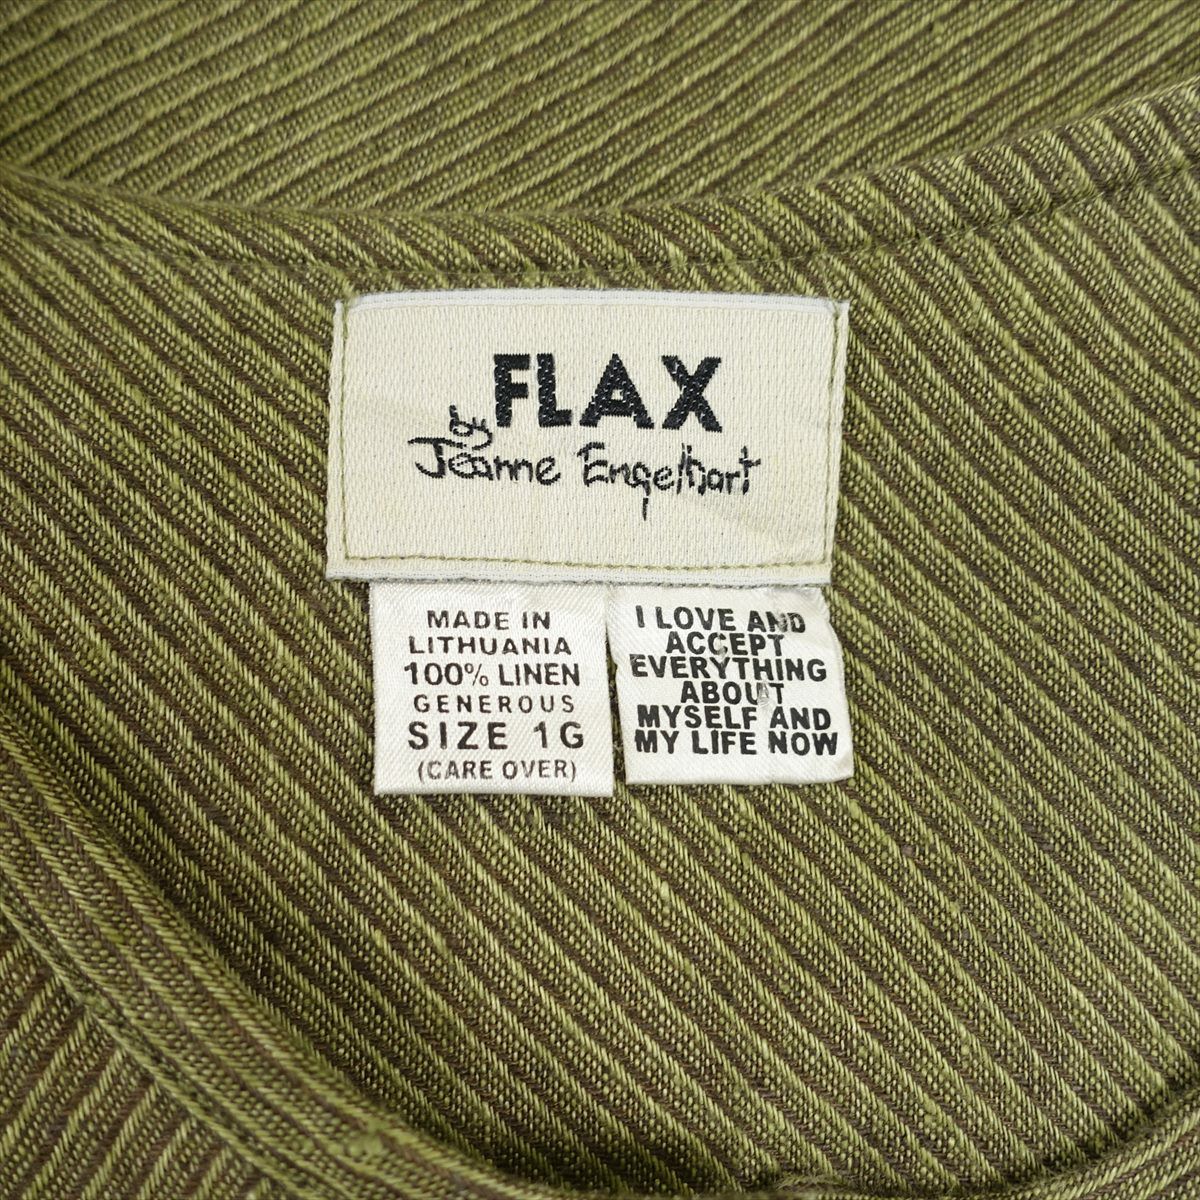 FLAX
by
Jeanne Engelhart
MADE IN
LITHUANIA
100% LINEN
GENEROUS
SIZE 1G
(CARE OVER)
I LOVE AND
ACCEPT
EVERYTHING
ABOUT
MYSELF AND
MY LIFE NOW